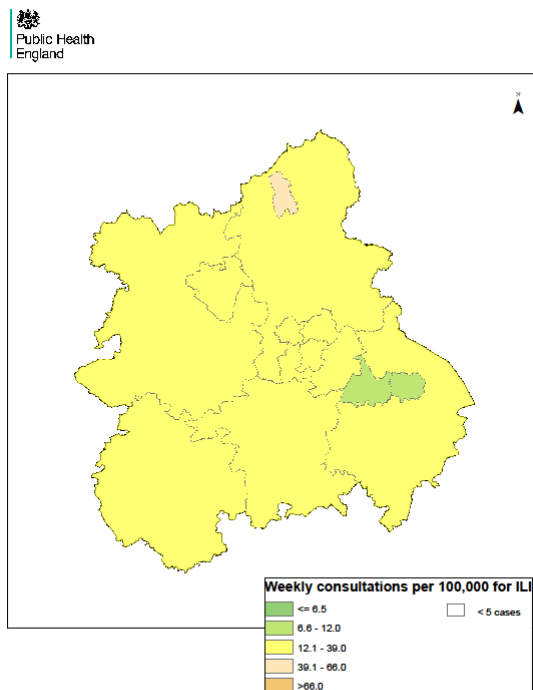 Public Health
England
N
Weekly consultations per 100,000 for ILI
<= 6.5
< 5 cases
6.6 - 12.0
12.1 - 39.0
39.1 - 66.0
>66.0